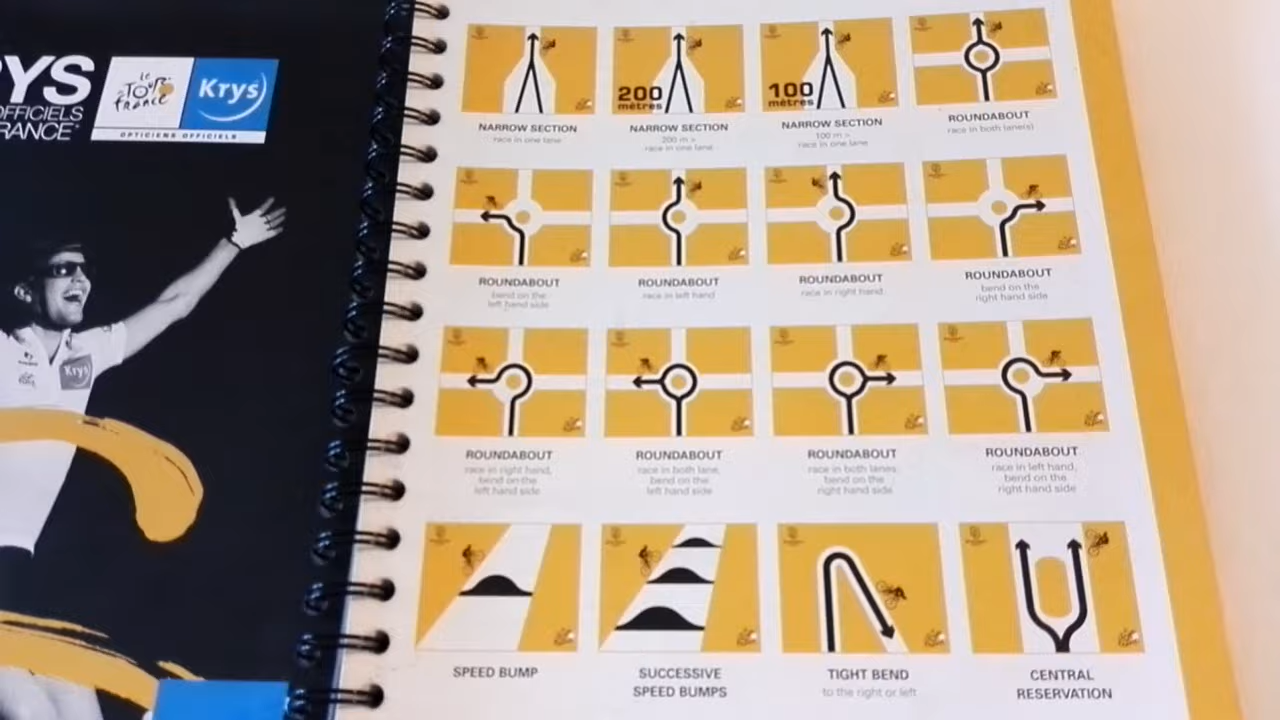 RYS
OFFICIELS
RANCE
le
TOUR
de
france
Krys
OPTICIENS OFFICIELS
Krys
NARROW SECTION
race in one lane
200
mètres
NARROW SECTION
200 m >
race in one lane
100
mètres
NARROW SECTION
100 m >
race in one lane
ROUNDABOUT
race in both lane(s)
ROUNDABOUT
bend on the
left hand side
ROUNDABOUT
race in left hand
ROUNDABOUT
race in right hand
ROUNDABOUT
bend on the
right hand side
ROUNDABOUT
race in right hand,
bend on the
left hand side
ROUNDABOUT
race in both lane,
bend on the
left hand side
ROUNDABOUT
race in both lanes,
bend on the
right hand side
ROUNDABOUT
race in left hand,
bend on the
right hand side
SPEED BUMP
SUCCESSIVE
SPEED BUMPS
TIGHT BEND
to the right or left
CENTRAL
RESERVATION